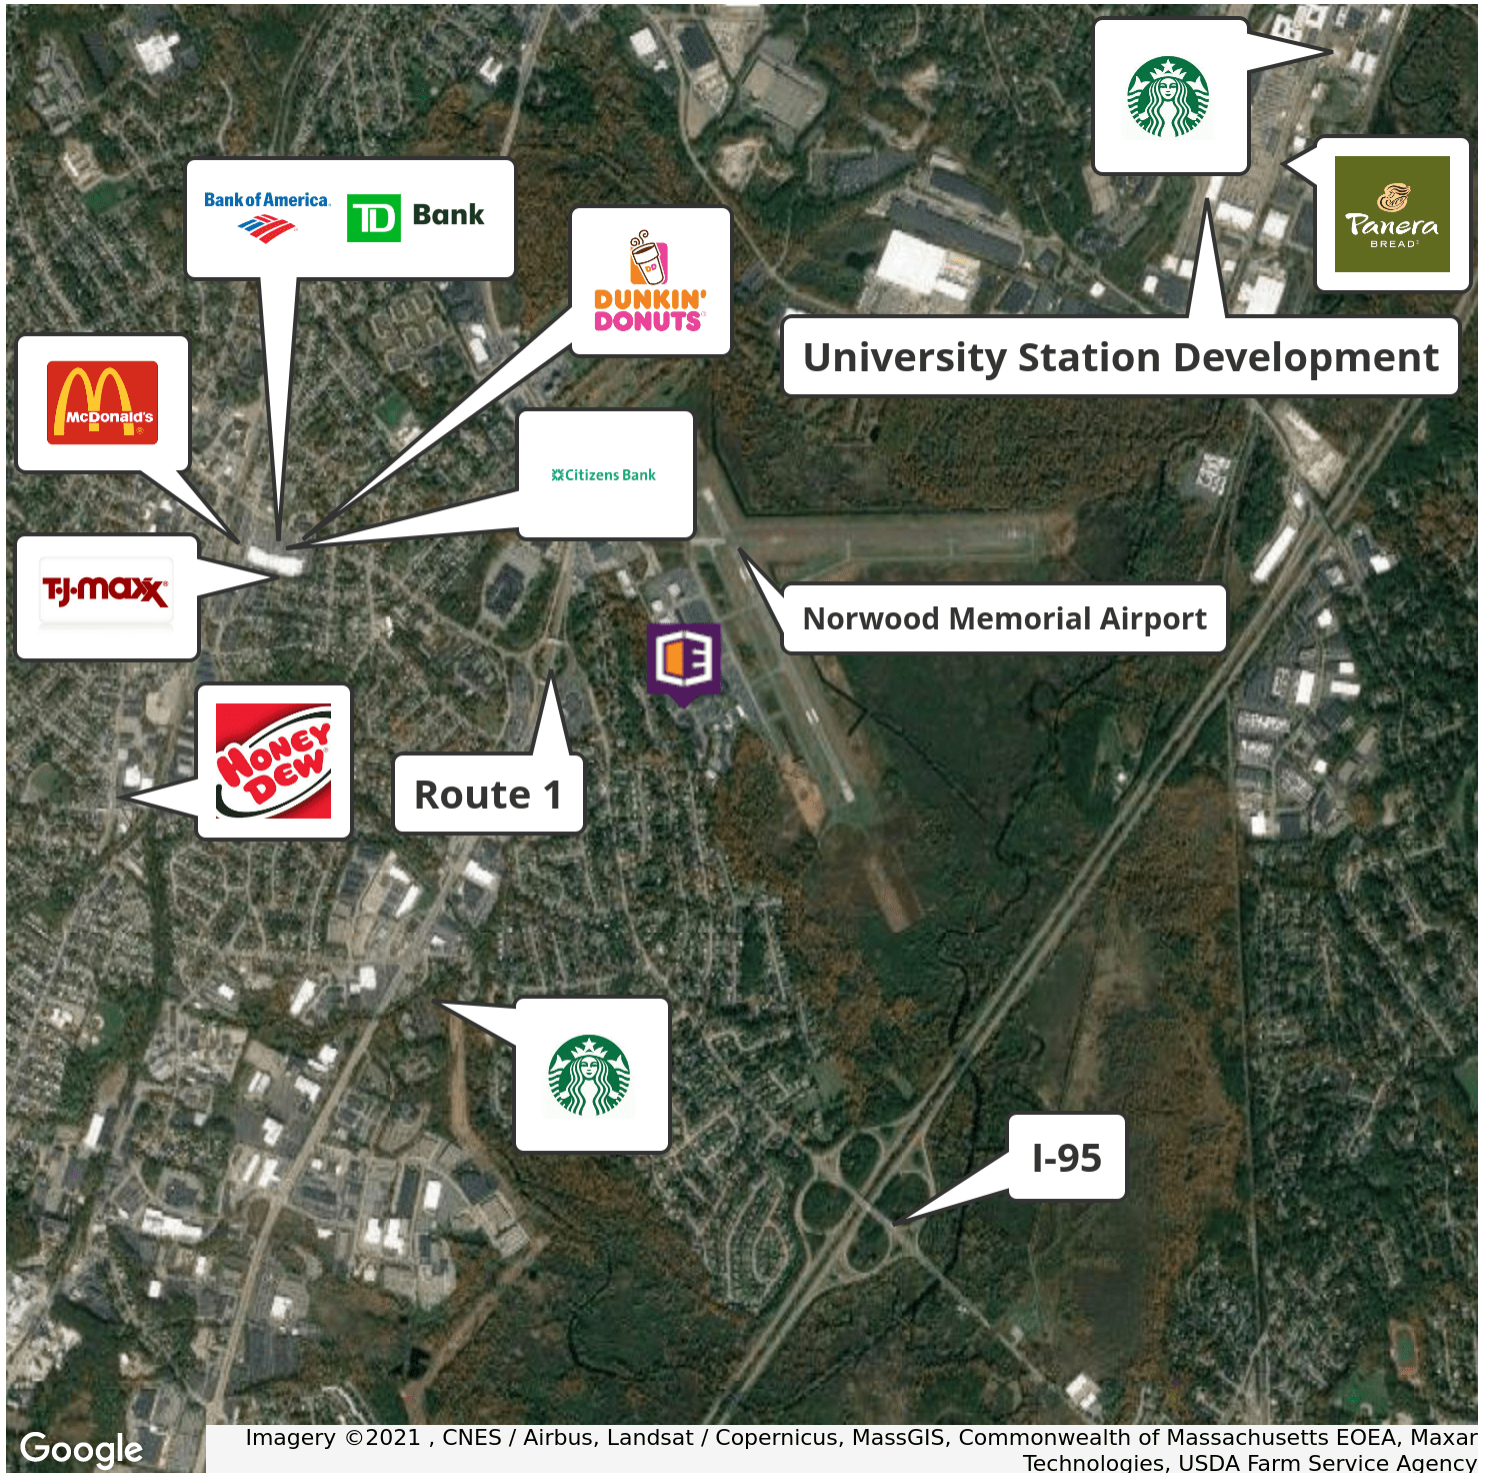 Bank of America
TD Bank
DUNKIN'
DONUTS
McDonald's
Citizens Bank
T·J·maxx
HONEY
DEW
Route 1
Panera
BREAD
University Station Development
Norwood Memorial Airport
I-95
Google
Imagery ©2021 , CNES / Airbus, Landsat / Copernicus, MassGIS, Commonwealth of Massachusetts EOEA, Maxar
Technologies, USDA Farm Service Agency